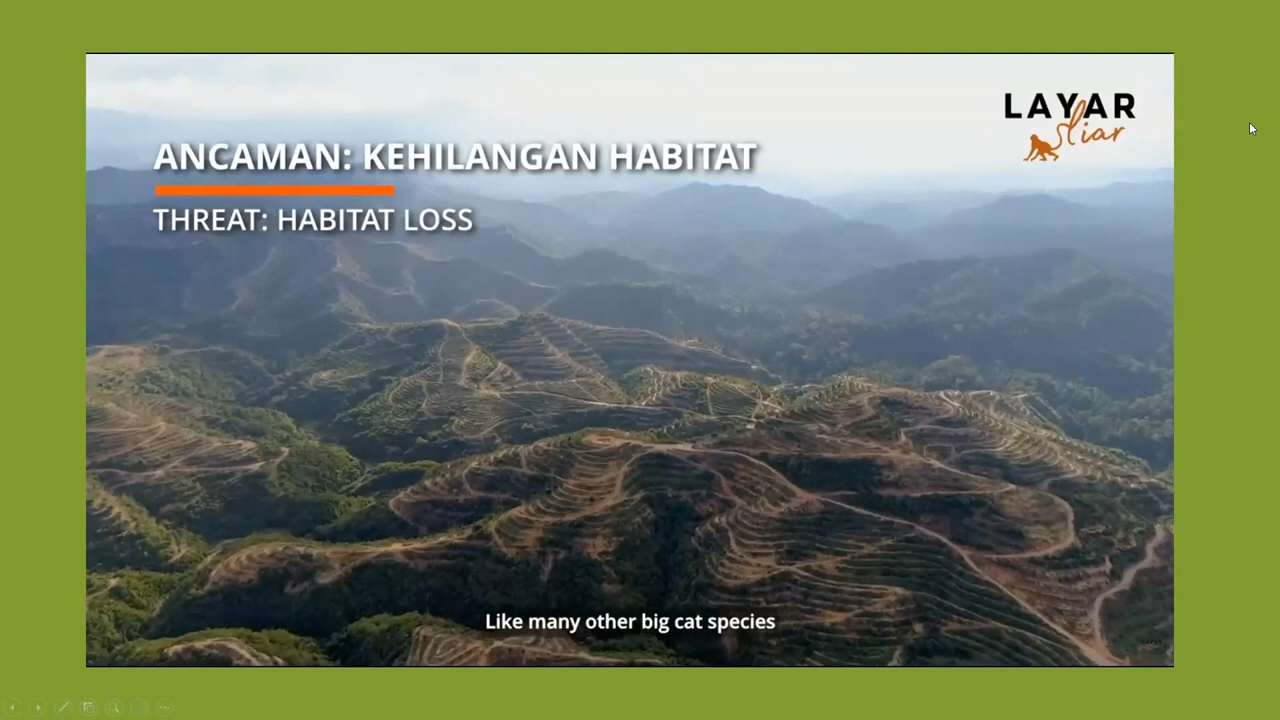 LAYAR
liar
ANCAMAN: KEHILANGAN HABITAT
THREAT: HABITAT LOSS
Like many other big cat species